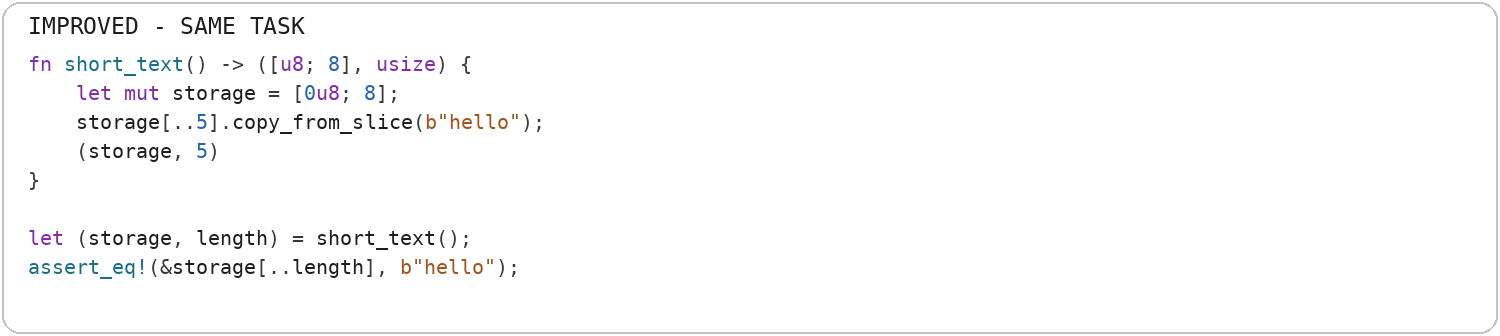 IMPROVED - SAME TASK
fn short_text() -> ([u8; 8], usize) {
    let mut storage = [0u8; 8];
    storage[..5].copy_from_slice(b"hello");
    (storage, 5)
}

let (storage, length) = short_text();
assert_eq!(&storage[..length], b"hello");